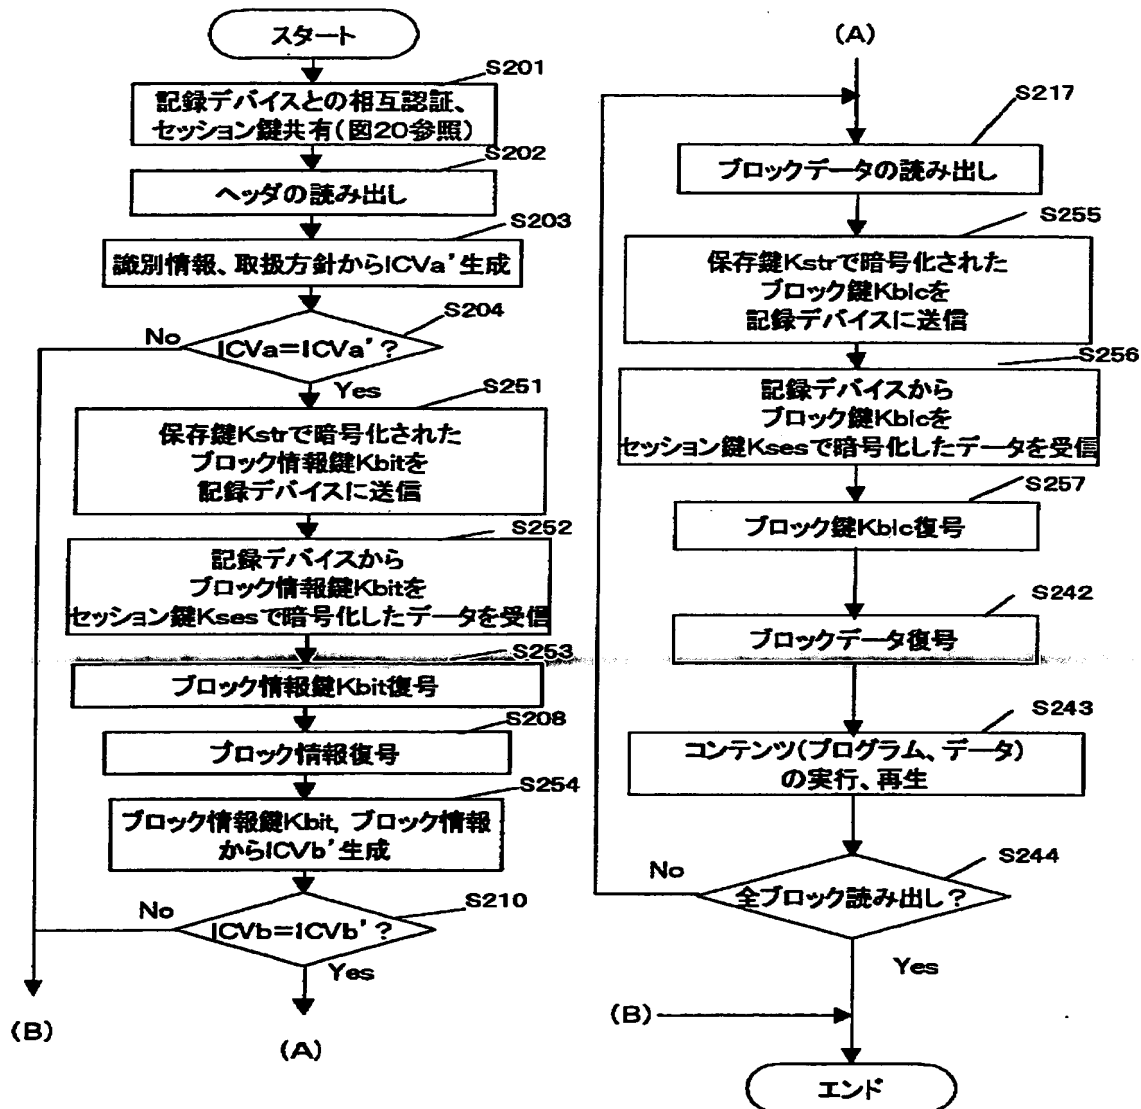 スタート
S201
記録デバイスとの相互認証、
セッション鍵共有(図20参照)
S202
ヘッダの読み出し
S203
識別情報、取扱方針からICVa'生成
S204
No
ICVa=ICVa'?
Yes
S251
保存鍵Kstrで暗号化された
ブロック情報鍵Kbitを
記録デバイスに送信
S252
記録デバイスから
ブロック情報鍵Kbitを
セッション鍵Ksesで暗号化したデータを受信
S253
ブロック情報鍵Kbit復号
S208
ブロック情報復号
S254
ブロック情報鍵Kbit, ブロック情報
からICVb'生成
S210
No
ICVb=ICVb'?
Yes
(B)
(A)
(A)
S217
ブロックデータの読み出し
S255
保存鍵Kstrで暗号化された
ブロック鍵Kblcを
記録デバイスに送信
S256
記録デバイスから
ブロック鍵Kblcを
セッション鍵Ksesで暗号化したデータを受信
S257
ブロック鍵Kblc復号
S242
ブロックデータ復号
S243
コンテンツ(プログラム、データ)
の実行、再生
S244
No
全ブロック読み出し?
Yes
(B)
エンド